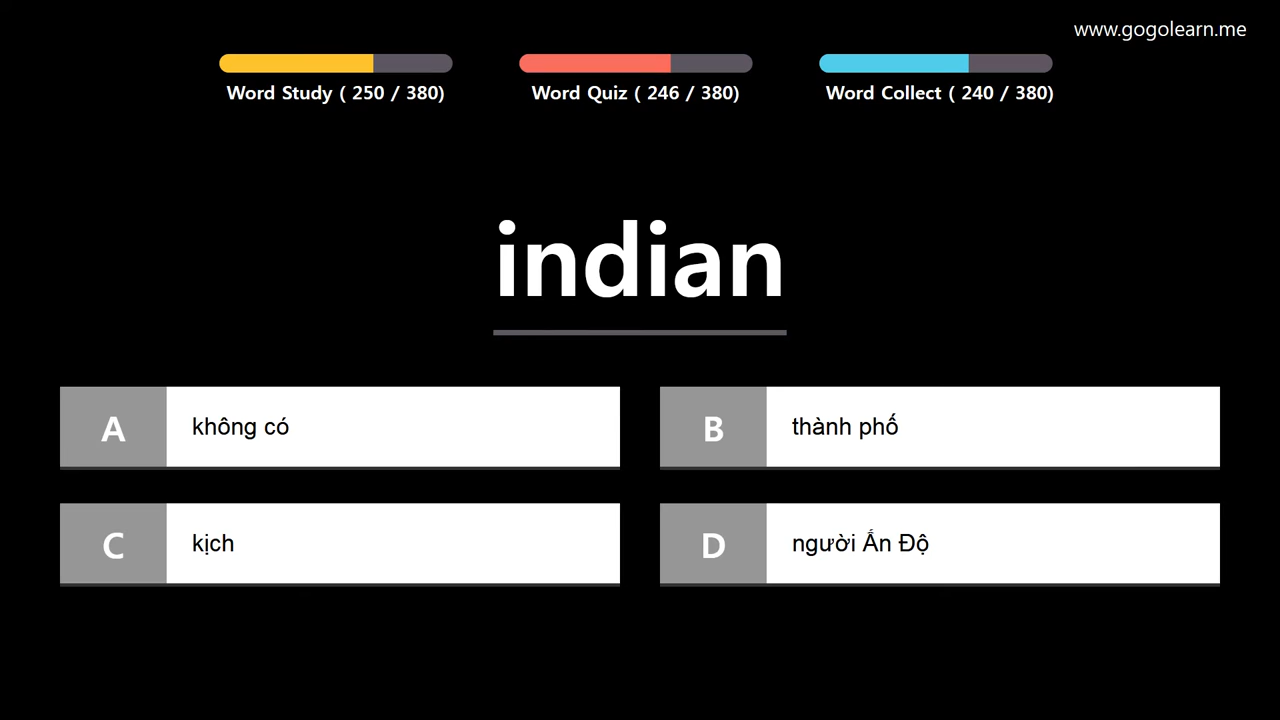 www.gogolearn.me
Word Study ( 250 / 380)
Word Quiz ( 246 / 380)
Word Collect ( 240 / 380)
indian
A
không có
B
thành phố
C
kịch
D
người Ấn Độ